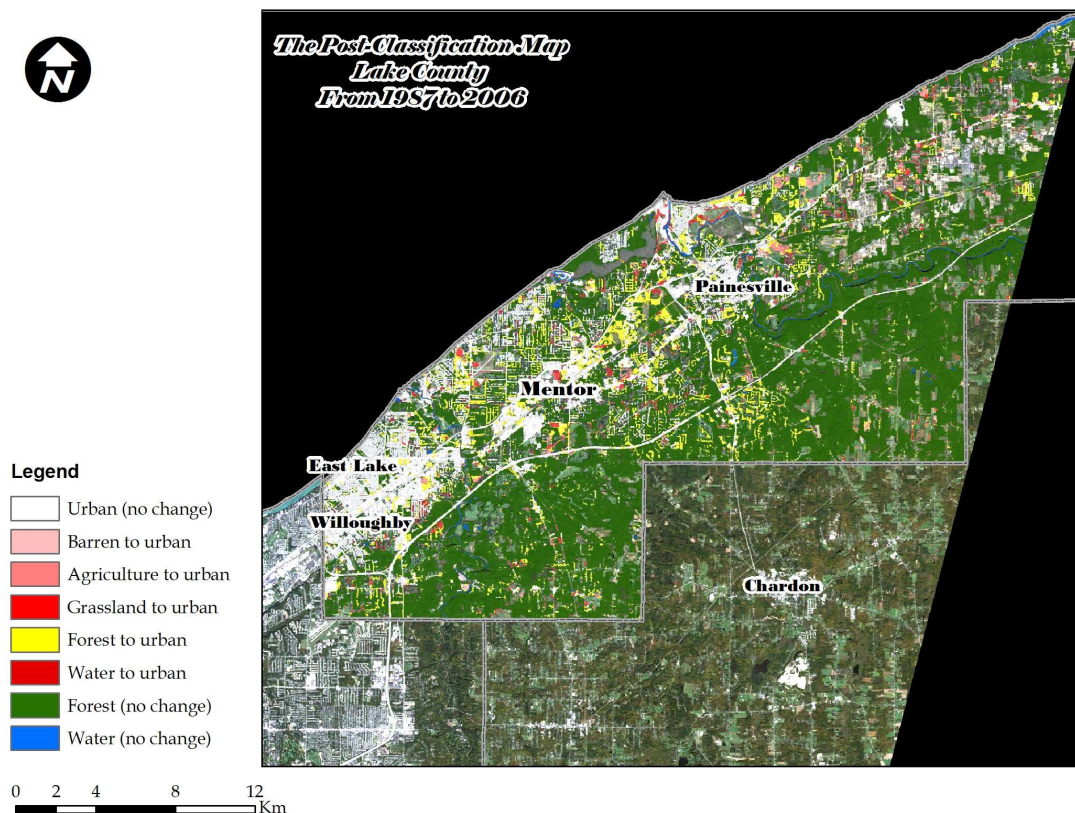 N
The Post-Classification Map
Lake County
From 1987 to 2006
Painesville
Mentor
East Lake
Willoughby
Chardon
Legend
Urban (no change)
Barren to urban
Agriculture to urban
Grassland to urban
Forest to urban
Water to urban
Forest (no change)
Water (no change)
0 2 4 8 12
Km